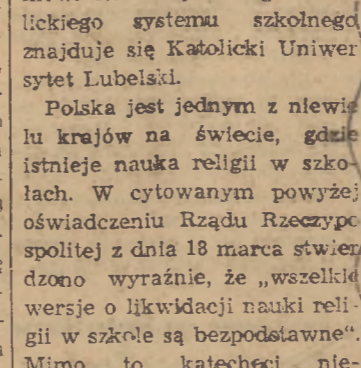 lickiego systemu szkolnego
znajduje się Katolicki Uniwer
sytet Lubelski.
Polska jest jednym z niewie
lu krajów na świecie, gdzie
istnieje nauka religii w szko-
łach. W cytowanym powyżej
oświadczeniu Rządu Rzeczypo
spolitej z dnia 18 marca stwier
dzono wyraźnie, że „wszelkie
wersje o likwidacji nauki reli-
gii w szkole są bezpodstawne“.
Mimo to katecheci nie-